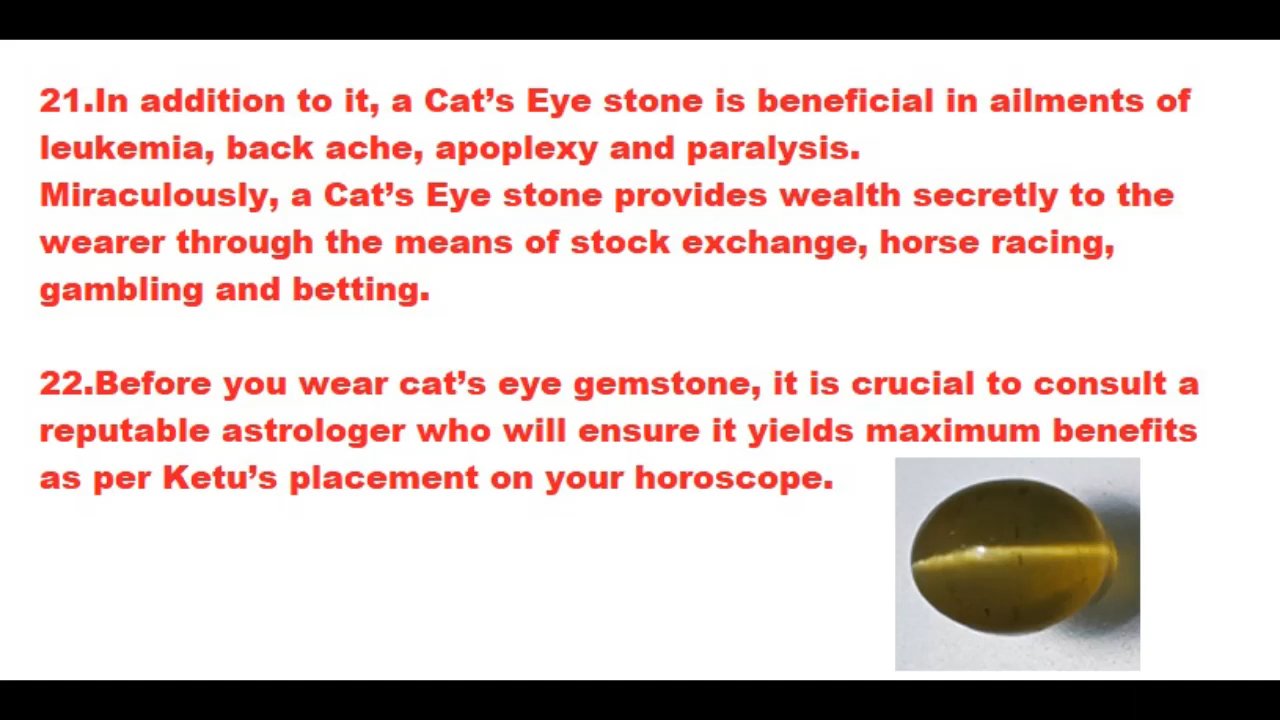 21.In addition to it, a Cat’s Eye stone is beneficial in ailments of
leukemia, back ache, apoplexy and paralysis.
Miraculously, a Cat’s Eye stone provides wealth secretly to the
wearer through the means of stock exchange, horse racing,
gambling and betting.
22.Before you wear cat’s eye gemstone, it is crucial to consult a
reputable astrologer who will ensure it yields maximum benefits
as per Ketu’s placement on your horoscope.